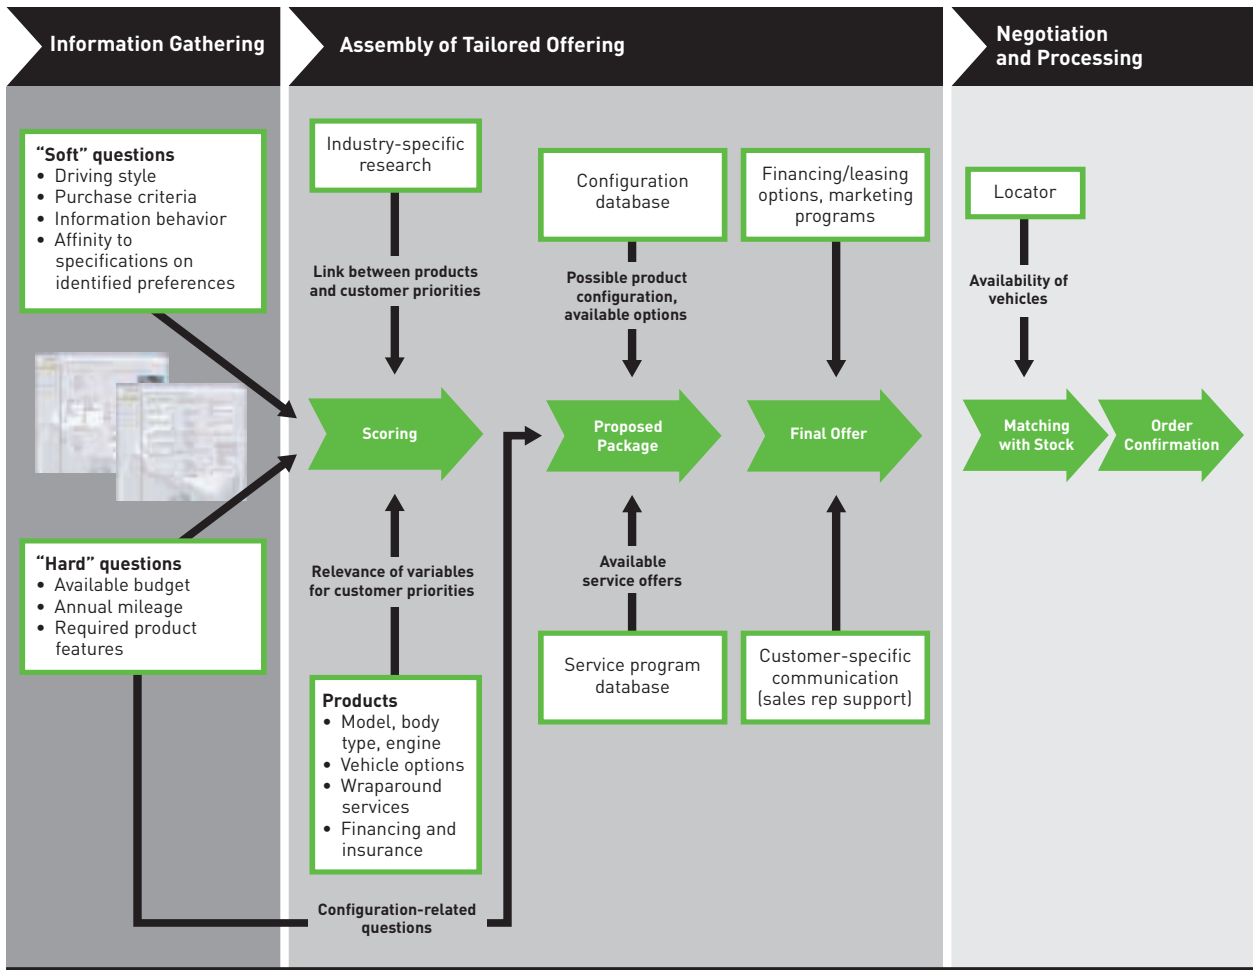 Information Gathering
Assembly of Tailored Offering
Negotiation
and Processing
“Soft” questions
• Driving style
• Purchase criteria
• Information behavior
• Affinity to
specifications on
identified preferences
“Hard” questions
• Available budget
• Annual mileage
• Required product
features
Industry-specific
research
Link between products
and customer priorities
Scoring
Relevance of variables
for customer priorities
Products
• Model, body
type, engine
• Vehicle options
• Wraparound
services
• Financing and
insurance
Configuration-related
questions
Configuration
database
Possible product
configuration,
available options
Proposed
Package
Available
service offers
Service program
database
Financing/leasing
options, marketing
programs
Final Offer
Customer-specific
communication
(sales rep support)
Locator
Availability of
vehicles
Matching
with Stock
Order
Confirmation